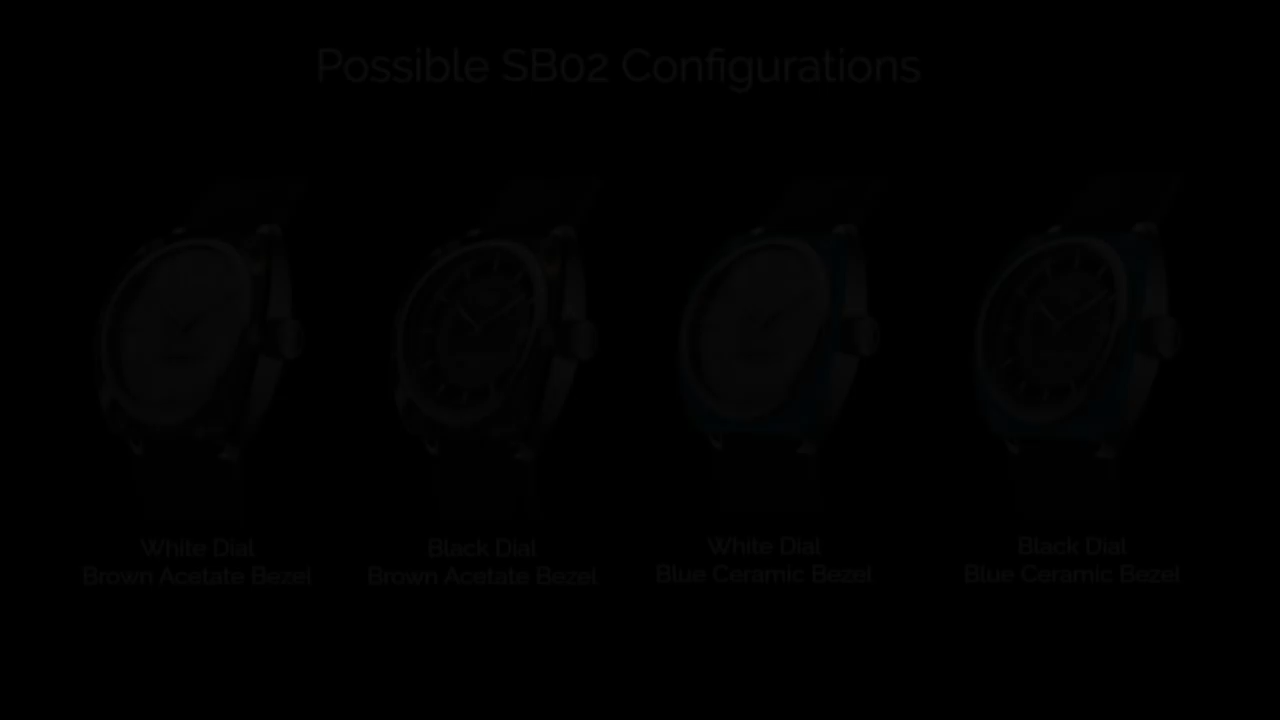 Possible SB02 Configurations
White Dial
Brown Acetate Bezel
Black Dial
Brown Acetate Bezel
White Dial
Blue Ceramic Bezel
Black Dial
Blue Ceramic Bezel